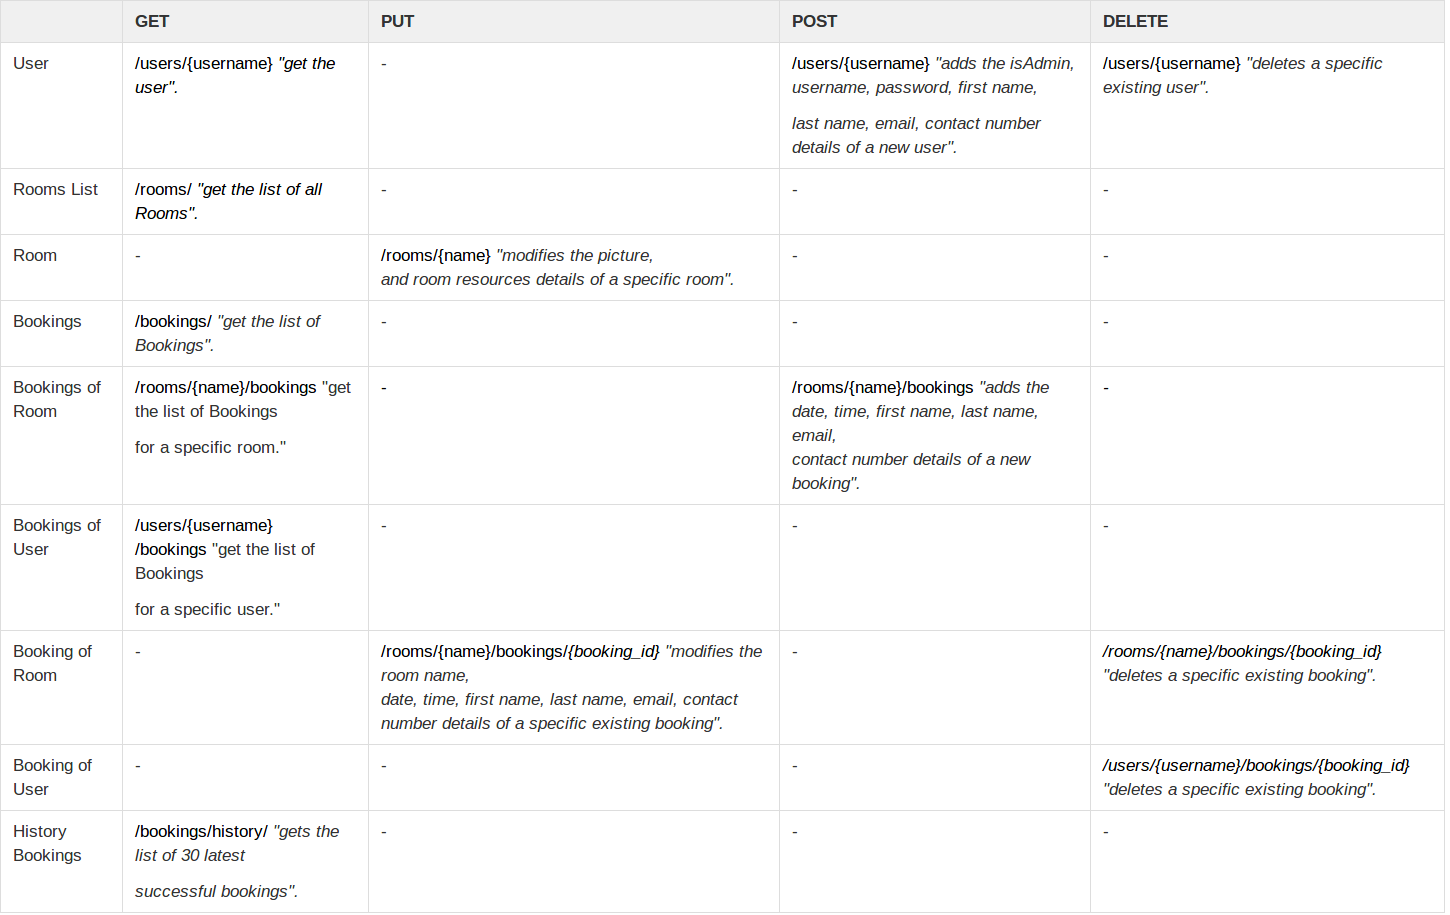 GET PUT POST DELETE
User /users/{username} "get the - /users/{username} "adds the isAdmin, /users/{username} "deletes a specific
user". username, password, first name, existing user".
last name, email, contact number
details of a new user".
Rooms List /rooms/ "get the list of all - - -
Rooms".
Room - /rooms/{name} "modifies the picture, - -
and room resources details of a specific room".
Bookings /bookings/ "get the list of - - -
Bookings".
Bookings of /rooms/{name}/bookings "get - /rooms/{name}/bookings "adds the -
Room the list of Bookings date, time, first name, last name,
email,
for a specific room."
contact number details of a new
booking".
Bookings of /users/{username} - - -
User /bookings "get the list of
Bookings
for a specific user."
Booking of - /rooms/{name}/bookings/{booking_id} "modifies the - /rooms/{name}/bookings/{booking_id}
Room room name, "deletes a specific existing booking".
date, time, first name, last name, email, contact
number details of a specific existing booking".
Booking of - - - /users/{username}/bookings/{booking_id}
User "deletes a specific existing booking".
History /bookings/history/ "gets the - - -
Bookings list of 30 latest
successful bookings".